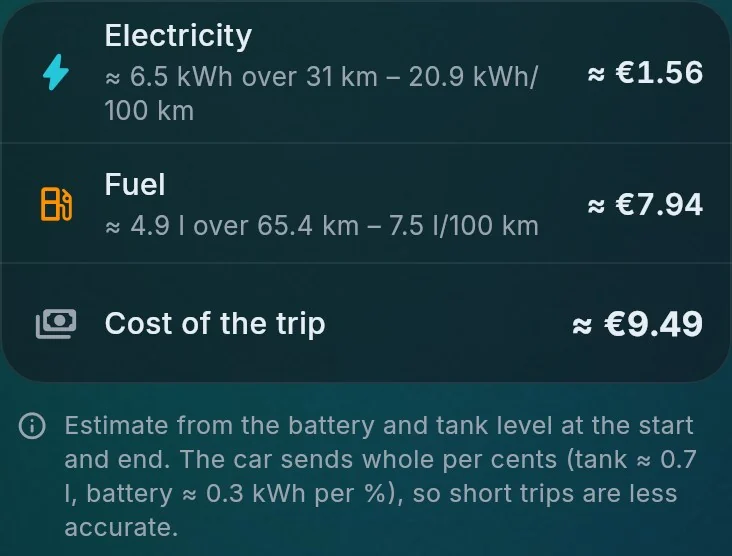 Electricity
≈ 6.5 kWh over 31 km – 20.9 kWh/
100 km
≈ €1.56
Fuel
≈ 4.9 l over 65.4 km – 7.5 l/100 km
≈ €7.94
Cost of the trip
≈ €9.49
Estimate from the battery and tank level at the start
and end. The car sends whole per cents (tank ≈ 0.7
l, battery ≈ 0.3 kWh per %), so short trips are less
accurate.